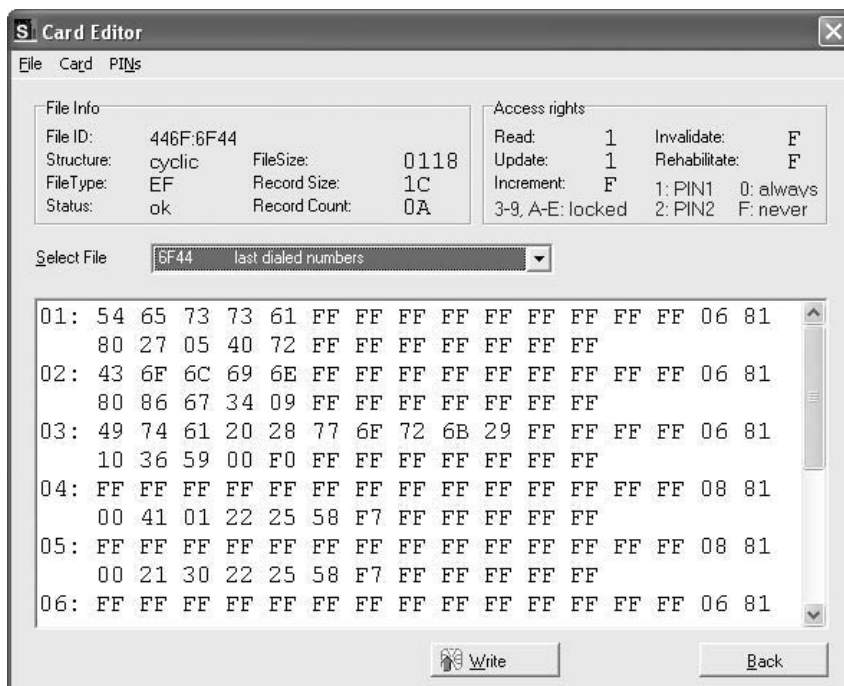 S Card Editor
File Card PINs
File Info
File ID: 446F:6F44
Structure: cyclic FileSize: 0118
FileType: EF Record Size: 1C
Status: ok Record Count: 0A
Access rights
Read: 1 Invalidate: F
Update: 1 Rehabilitate: F
Increment: F 1: PIN1 0: always
3-9, A-E: locked 2: PIN2 F: never
Select File 6F44 last dialed numbers
01: 54 65 73 73 61 FF FF FF FF FF FF FF FF FF 06 81
80 27 05 40 72 FF FF FF FF FF FF FF
02: 43 6F 6C 69 6E FF FF FF FF FF FF FF FF FF 06 81
80 86 67 34 09 FF FF FF FF FF FF FF
03: 49 74 61 20 28 77 6F 72 6B 29 FF FF FF FF 06 81
10 36 59 00 F0 FF FF FF FF FF FF FF
04: FF FF FF FF FF FF FF FF FF FF FF FF FF FF 08 81
00 41 01 22 25 58 F7 FF FF FF FF FF
05: FF FF FF FF FF FF FF FF FF FF FF FF FF FF 08 81
00 21 30 22 25 58 F7 FF FF FF FF FF
06: FF FF FF FF FF FF FF FF FF FF FF FF FF FF 06 81
Write Back